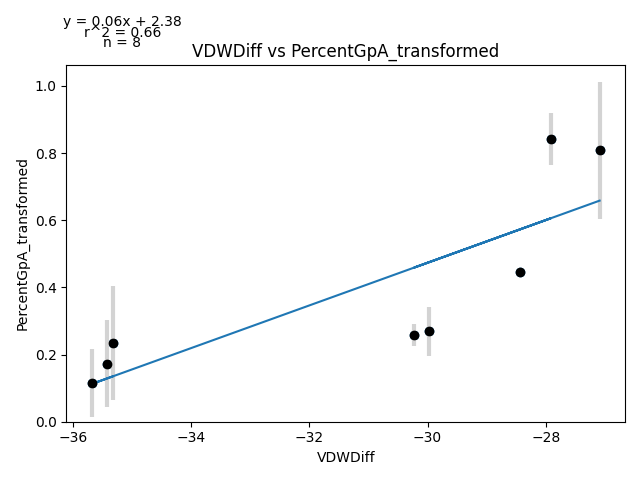 y = 0.06x + 2.38
r^2 = 0.66
n = 8
VDWDiff vs PercentGpA_transformed
PercentGpA_transformed
1.0
0.8
0.6
0.4
0.2
0.0
−36
−34
−32
−30
−28
VDWDiff